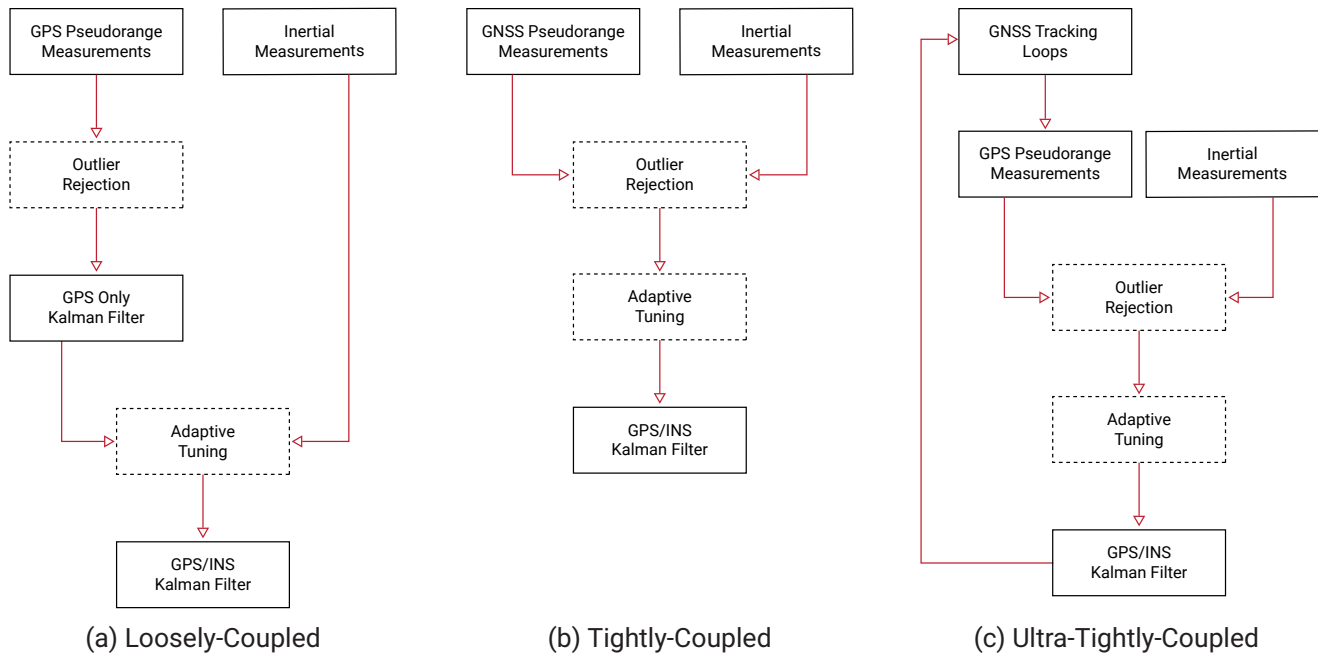 GPS Pseudorange
Measurements
Inertial
Measurements
Outlier
Rejection
GPS Only
Kalman Filter
Adaptive
Tuning
GPS/INS
Kalman Filter
(a) Loosely-Coupled
GNSS Pseudorange
Measurements
Inertial
Measurements
Outlier
Rejection
Adaptive
Tuning
GPS/INS
Kalman Filter
(b) Tightly-Coupled
GNSS Tracking
Loops
GPS Pseudorange
Measurements
Inertial
Measurements
Outlier
Rejection
Adaptive
Tuning
GPS/INS
Kalman Filter
(c) Ultra-Tightly-Coupled